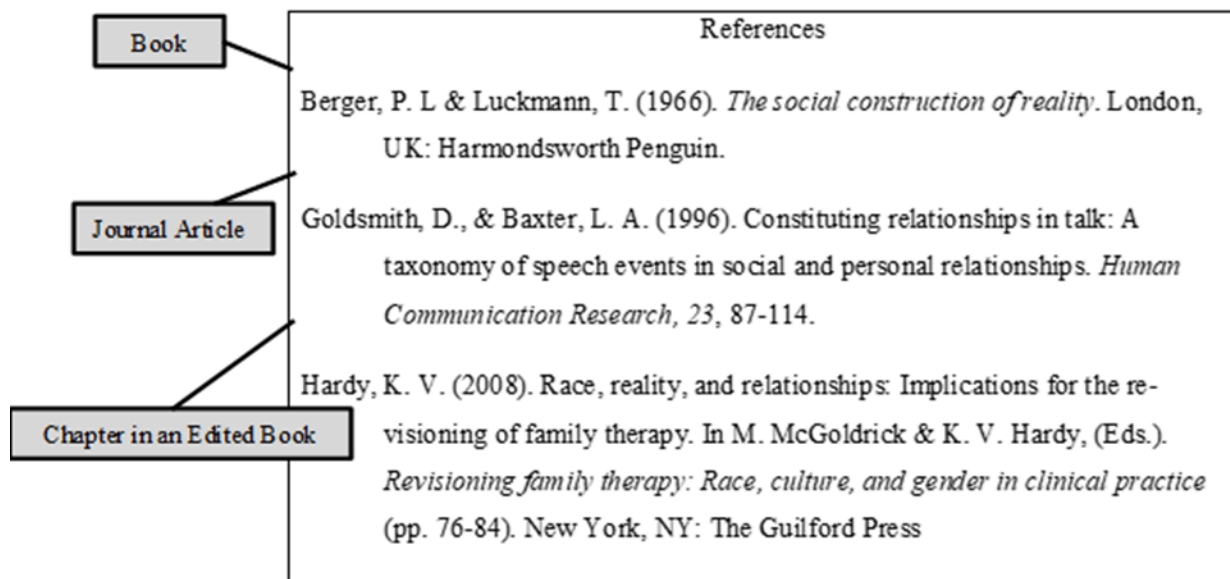 References
Book
Berger, P. L & Luckmann, T. (1966). The social construction of reality. London,
UK: Harmondsworth Penguin.
Journal Article
Goldsmith, D., & Baxter, L. A. (1996). Constituting relationships in talk: A
taxonomy of speech events in social and personal relationships. Human
Communication Research, 23, 87-114.
Chapter in an Edited Book
Hardy, K. V. (2008). Race, reality, and relationships: Implications for the re-
visioning of family therapy. In M. McGoldrick & K. V. Hardy, (Eds.).
Revisioning family therapy: Race, culture, and gender in clinical practice
(pp. 76-84). New York, NY: The Guilford Press